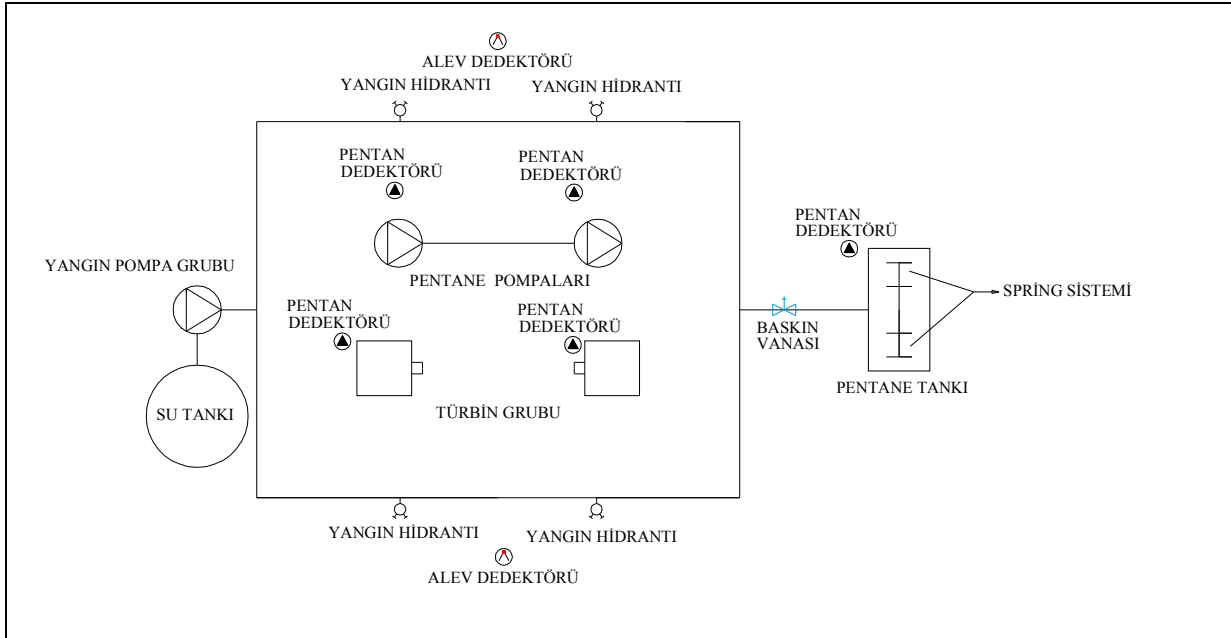 ALEV DEDEKTÖRÜ
YANGIN HİDRANTI
YANGIN HİDRANTI
PENTAN
DEDEKTÖRÜ
PENTAN
DEDEKTÖRÜ
PENTAN
DEDEKTÖRÜ
YANGIN POMPA GRUBU
PENTANE POMPALARI
SPRİNG SİSTEMİ
PENTAN
DEDEKTÖRÜ
PENTAN
DEDEKTÖRÜ
BASKIN
VANASI
PENTANE TANKI
SU TANKI
TÜRBİN GRUBU
YANGIN HİDRANTI
YANGIN HİDRANTI
ALEV DEDEKTÖRÜ